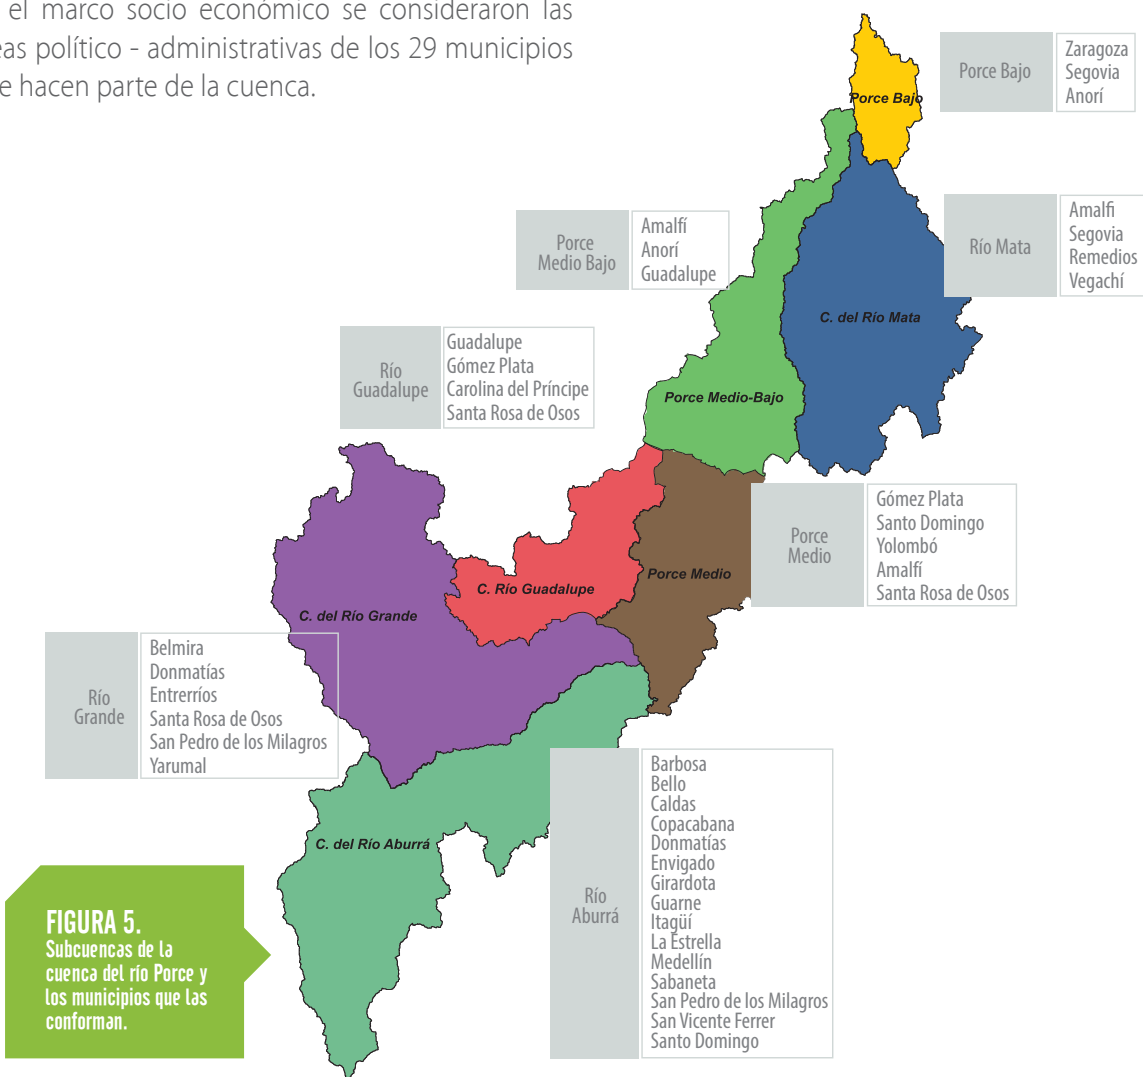 el marco socio económico se consideraron las
político - administrativas de los 29 municipios
hacen parte de la cuenca.
Porce Bajo
Zaragoza
Segovia
Anorí
Porce Bajo
Porce
Medio Bajo
Amalfí
Anorí
Guadalupe
Río Mata
Amalfi
Segovia
Remedios
Vegachí
C. del Río Mata
Río
Guadalupe
Guadalupe
Gómez Plata
Carolina del Príncipe
Santa Rosa de Osos
Porce Medio-Bajo
Porce
Medio
Gómez Plata
Santo Domingo
Yolombó
Amalfí
Santa Rosa de Osos
Porce Medio
C. Río Guadalupe
C. del Río Grande
Río
Grande
Belmira
Donmatías
Entrerríos
Santa Rosa de Osos
San Pedro de los Milagros
Yarumal
C. del Río Aburrá
Río
Aburrá
Barbosa
Bello
Caldas
Copacabana
Donmatías
Envigado
Girardota
Guarne
Itagüí
La Estrella
Medellín
Sabaneta
San Pedro de los Milagros
San Vicente Ferrer
Santo Domingo
FIGURA 5.
Subcuencas de la
cuenca del río Porce y
los municipios que las
conforman.